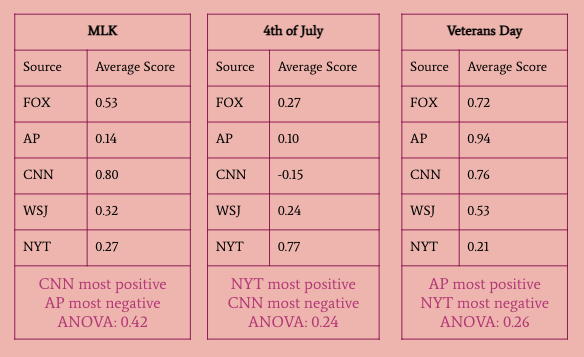 MLK
Source Average Score
FOX 0.53
AP 0.14
CNN 0.80
WSJ 0.32
NYT 0.27
CNN most positive
AP most negative
ANOVA: 0.42
4th of July
Source Average Score
FOX 0.27
AP 0.10
CNN -0.15
WSJ 0.24
NYT 0.77
NYT most positive
CNN most negative
ANOVA: 0.24
Veterans Day
Source Average Score
FOX 0.72
AP 0.94
CNN 0.76
WSJ 0.53
NYT 0.21
AP most positive
NYT most negative
ANOVA: 0.26